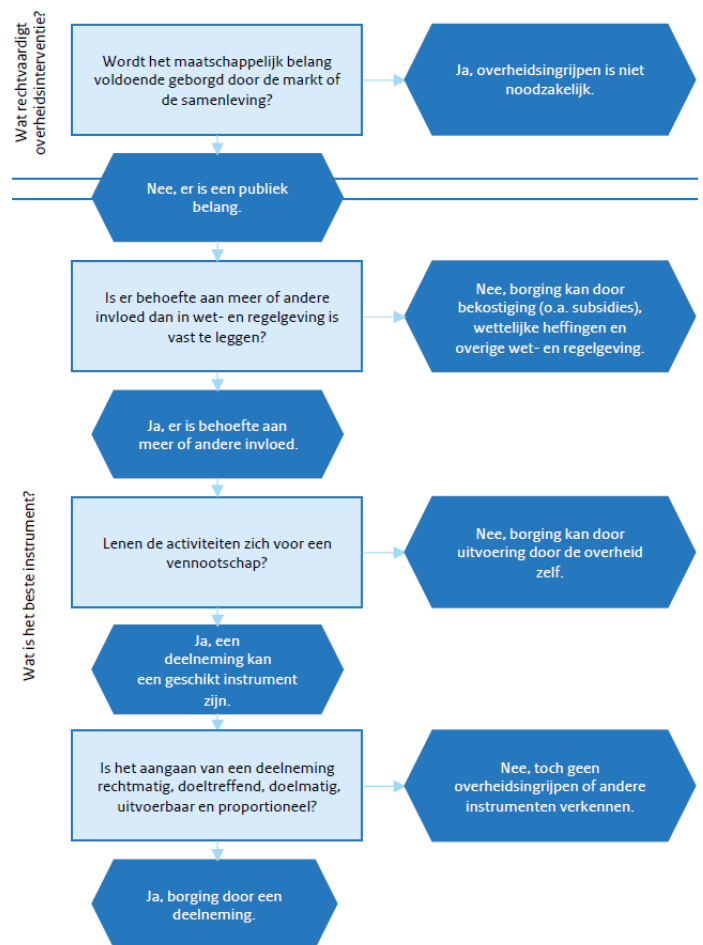 Wat rechtvaardigt
overheidsinterventie?
Wordt het maatschappelijk belang
voldoende geborgd door de markt of
de samenleving?
Ja, overheidsingrijpen is niet
noodzakelijk.
Nee, er is een publiek
belang.
Wat is het beste instrument?
Is er behoefte aan meer of andere
invloed dan in wet- en regelgeving is
vast te leggen?
Nee, borging kan door
bekostiging (o.a. subsidies),
wettelijke heffingen en
overige wet- en regelgeving.
Ja, er is behoefte aan
meer of andere invloed.
Lenen de activiteiten zich voor een
vennootschap?
Nee, borging kan door
uitvoering door de overheid
zelf.
Ja, een
deelneming kan
een geschikt instrument
zijn.
Is het aangaan van een deelneming
rechtmatig, doeltreffend, doelmatig,
uitvoerbaar en proportioneel?
Nee, toch geen
overheidsingrijpen of andere
instrumenten verkennen.
Ja, borging door een
deelneming.